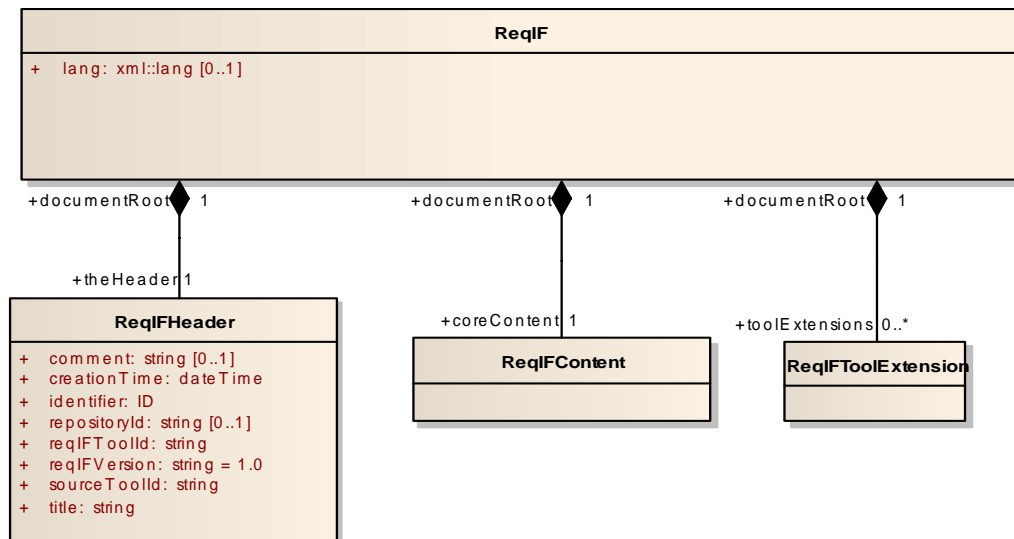 ReqIF
+ lang: xml::lang [0..1]
+documentRoot 1
+documentRoot 1
+documentRoot 1
+theHeader 1
+coreContent 1
+toolExtensions 0..*
ReqIFHeader
+ comment: string [0..1]
+ creationTime: dateTime
+ identifier: ID
+ repositoryId: string [0..1]
+ reqIFToolId: string
+ reqIFVersion: string = 1.0
+ sourceToolId: string
+ title: string
ReqIFContent
ReqIFToolExtension